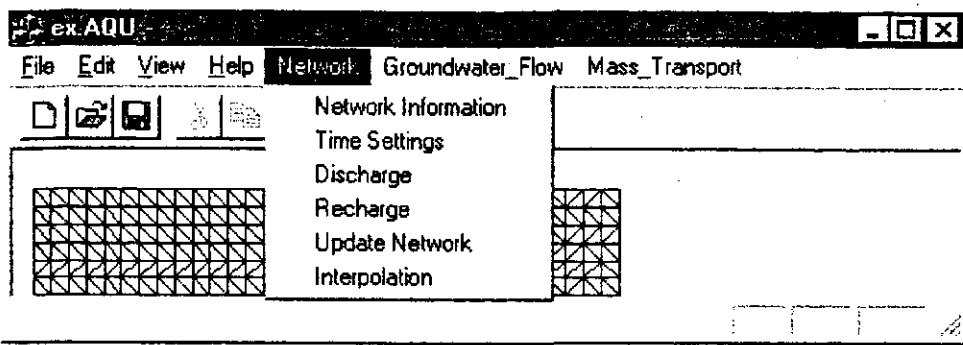 ex.AQU
File Edit View Help Network Groundwater_Flow Mass_Transport
Network Information
Time Settings
Discharge
Recharge
Update Network
Interpolation